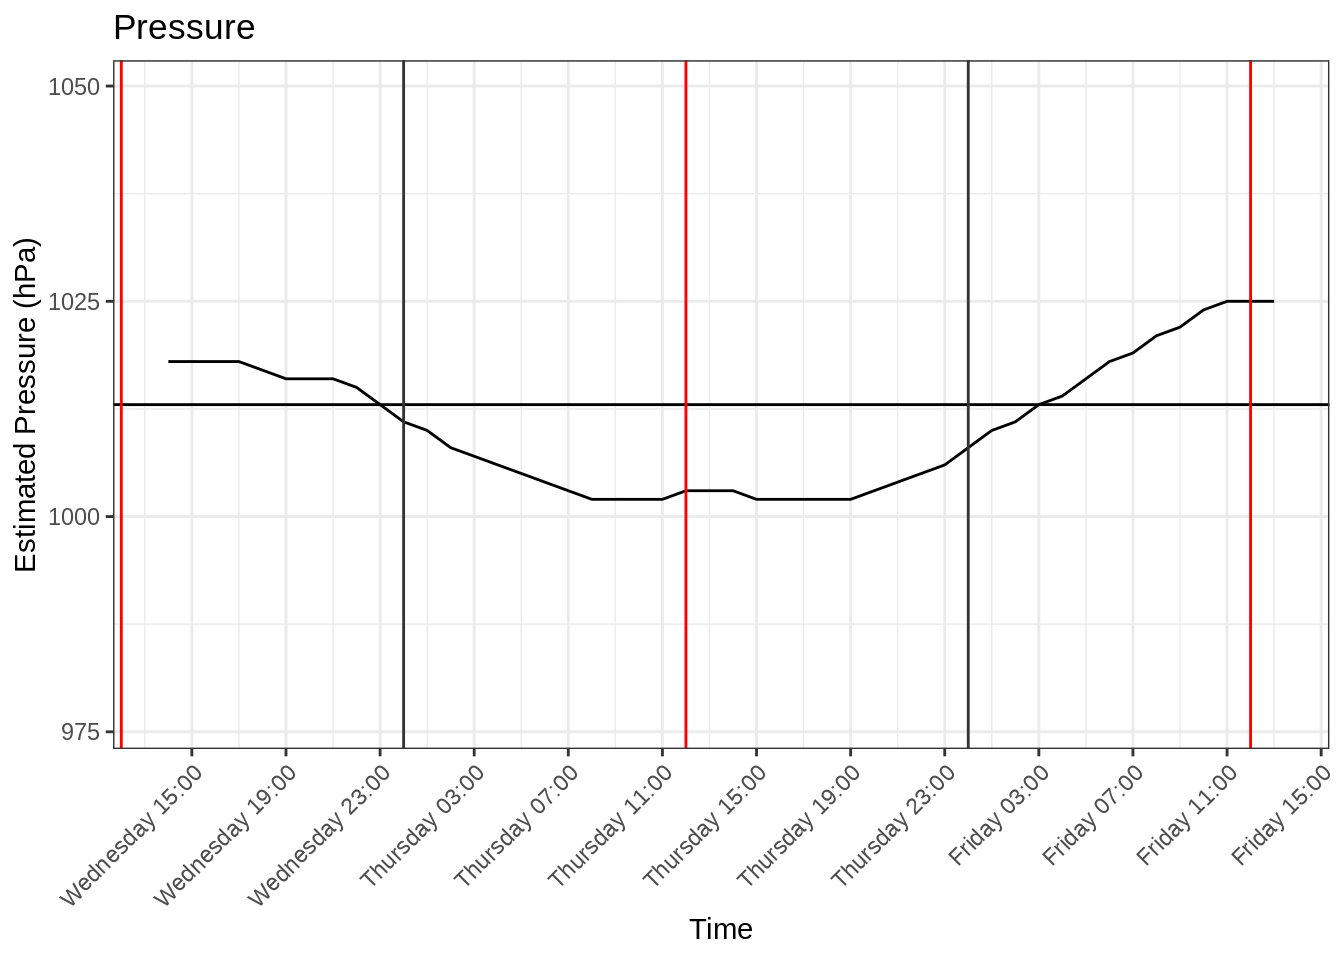 Pressure
Estimated Pressure (hPa)
1050
1025
1000
975
Wednesday 15:00
Wednesday 19:00
Wednesday 23:00
Thursday 03:00
Thursday 07:00
Thursday 11:00
Thursday 15:00
Thursday 19:00
Thursday 23:00
Friday 03:00
Friday 07:00
Friday 11:00
Friday 15:00
Time